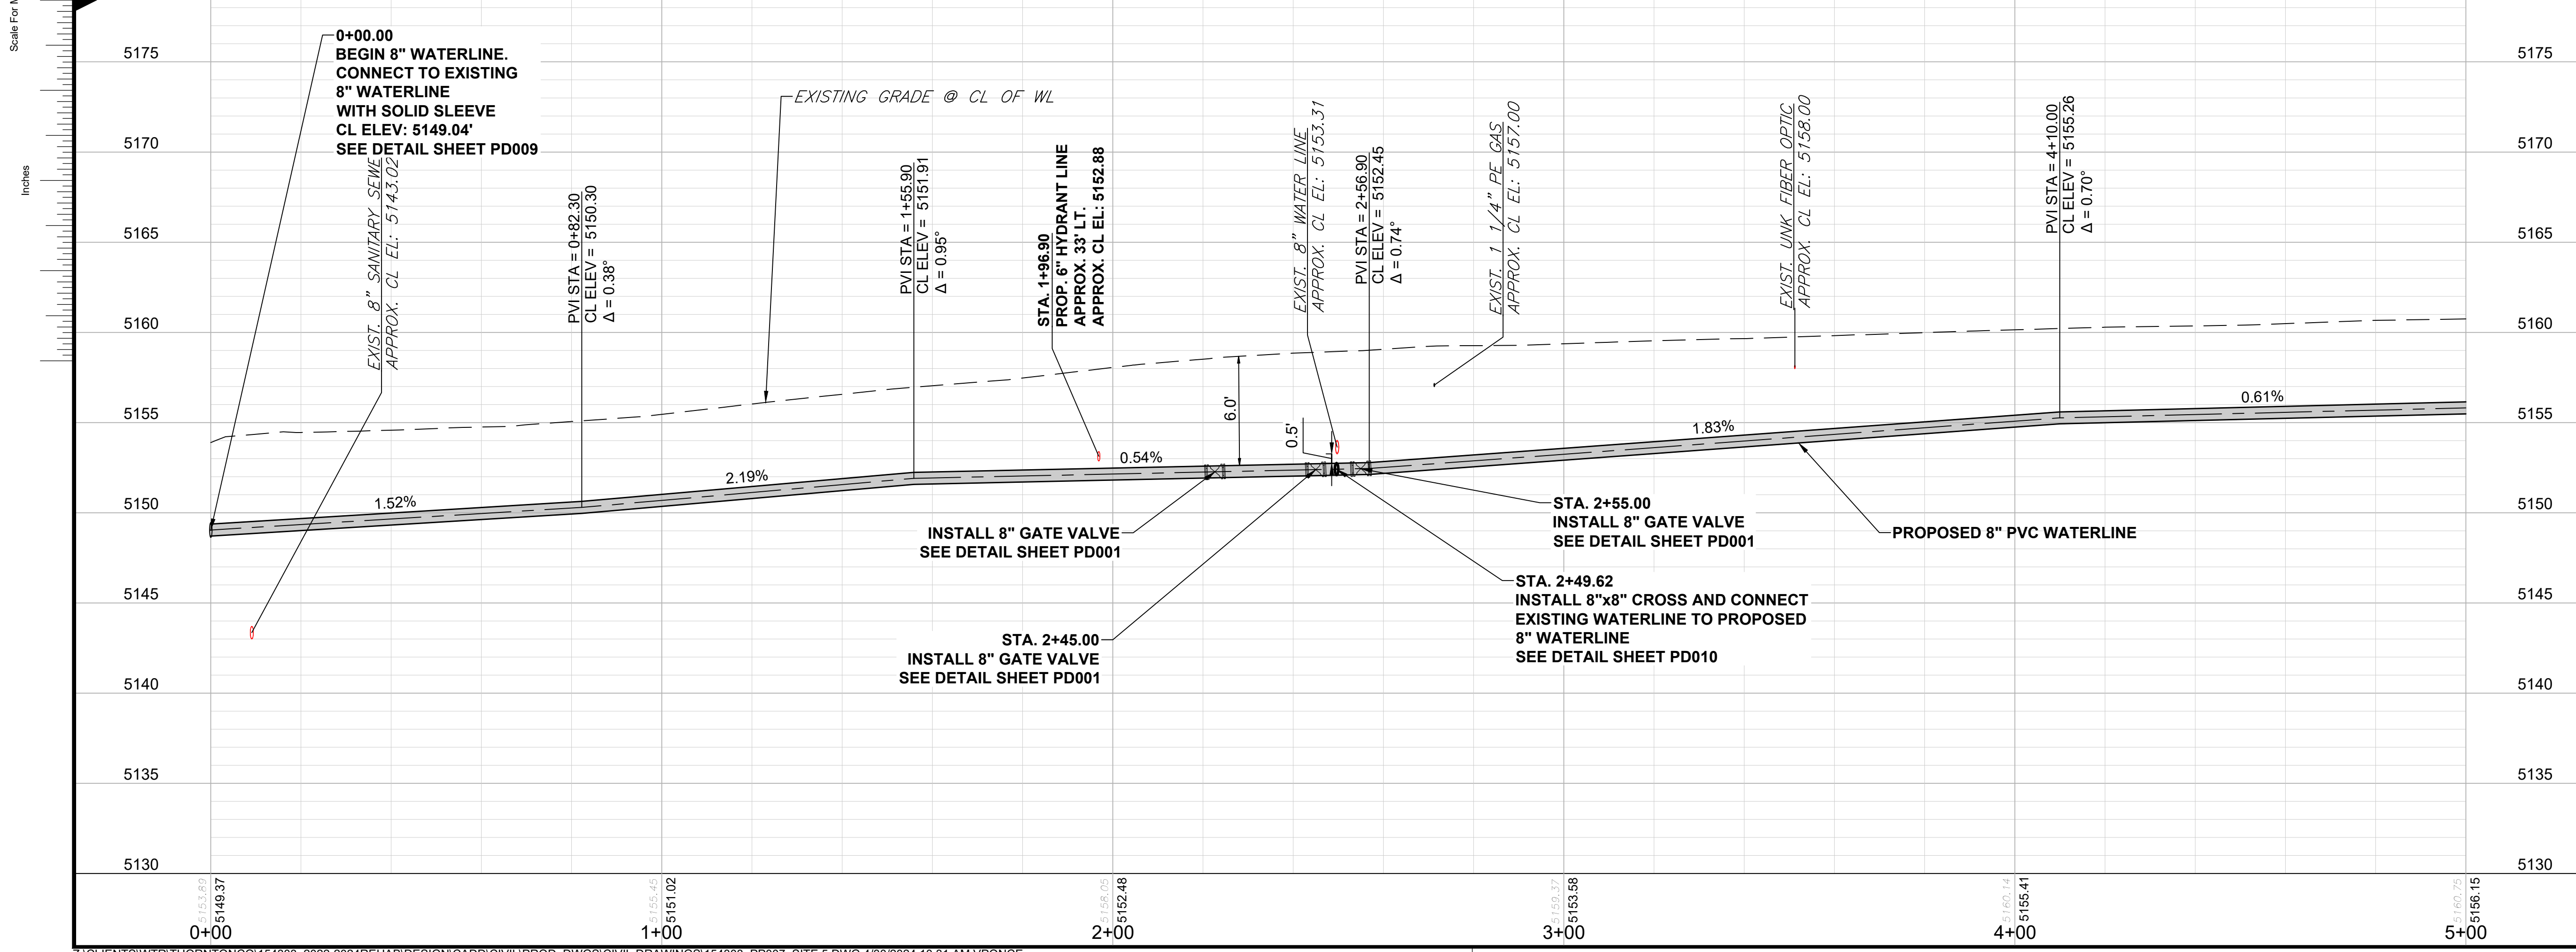 Scale For M
Inches
5175
5170
5165
5160
5155
5150
5145
5140
5135
5130
0+00.00
BEGIN 8" WATERLINE.
CONNECT TO EXISTING
8" WATERLINE
WITH SOLID SLEEVE
CL ELEV: 5149.04'
SEE DETAIL SHEET PD009
EXIST. 8" SANITARY SEWE
APPROX. CL EL: 5143.02
PVI STA = 0+82.30
CL ELEV = 5150.30
Δ = 0.38°
EXISTING GRADE @ CL OF WL
PVI STA = 1+55.90
CL ELEV = 5151.91
Δ = 0.95°
STA. 1+96.90
PROP. 6" HYDRANT LINE
APPROX. 33' LT.
APPROX. CL EL: 5152.88
EXIST. 8" WATER LINE
APPROX. CL EL: 5153.31
PVI STA = 2+56.90
CL ELEV = 5152.45
Δ = 0.74°
EXIST. 1 1/4" PE GAS
APPROX. CL EL: 5157.00
EXIST. UNK FIBER OPTIC
APPROX. CL EL: 5158.00
PVI STA = 4+10.00
CL ELEV = 5155.26
Δ = 0.70°
1.52%
2.19%
0.54%
6.0'
0.5'
1.83%
0.61%
INSTALL 8" GATE VALVE
SEE DETAIL SHEET PD001
STA. 2+45.00
INSTALL 8" GATE VALVE
SEE DETAIL SHEET PD001
STA. 2+55.00
INSTALL 8" GATE VALVE
SEE DETAIL SHEET PD001
STA. 2+49.62
INSTALL 8"x8" CROSS AND CONNECT
EXISTING WATERLINE TO PROPOSED
8" WATERLINE
SEE DETAIL SHEET PD010
PROPOSED 8" PVC WATERLINE
5175
5170
5165
5160
5155
5150
5145
5140
5135
5130
5153.89
5149.37
5155.45
5151.02
5158.05
5152.48
5159.37
5153.58
5160.14
5155.41
5160.75
5156.15
0+00
1+00
2+00
3+00
4+00
5+00